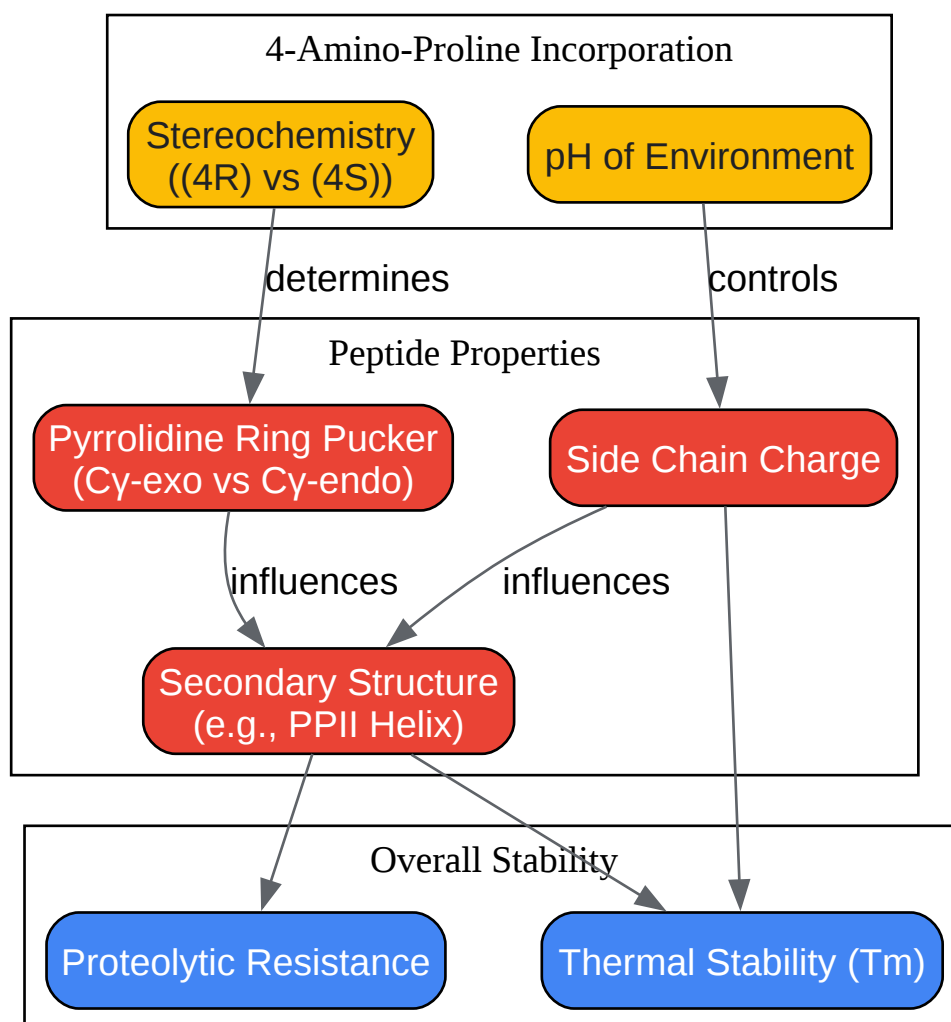 4-Amino-Proline Incorporation
Stereochemistry
((4R) vs (4S))
pH of Environment
determines
controls
Peptide Properties
Pyrrolidine Ring Pucker
(Cγ-exo vs Cγ-endo)
Side Chain Charge
influences
influences
Secondary Structure
(e.g., PPII Helix)
Overall Stability
Proteolytic Resistance
Thermal Stability (Tm)